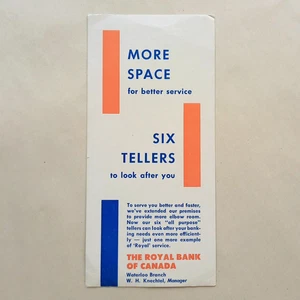 MORE
SPACE
for better service
SIX
TELLERS
to look after you
To serve you better and faster,
we've extended our premises
to provide more elbow room.
Now our six "all purpose"
tellers can look after your bank-
ing needs even more efficient-
ly — just one more example
of 'Royal' service.
THE ROYAL BANK
OF CANADA
Waterloo Branch
W. H. Knechtel, Manager